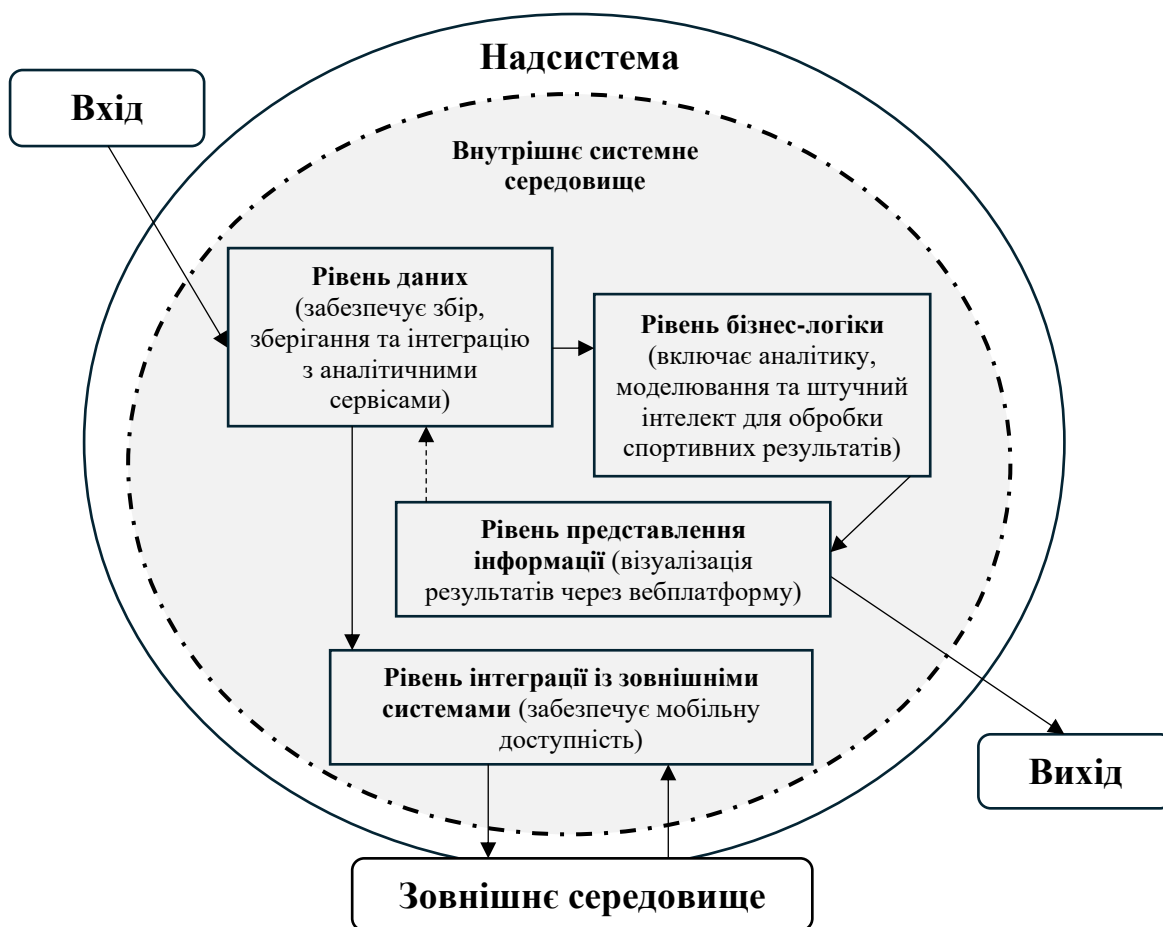 Надсистема
Вхід
Внутрішнє системне
середовище
Рівень даних
(забезпечує збір,
зберігання та інтеграцію
з аналітичними
сервісами)
Рівень бізнес-логіки
(включає аналітику,
моделювання та штучний
інтелект для обробки
спортивних результатів)
Рівень представлення
інформації (візуалізація
результатів через вебплатформу)
Рівень інтеграції із зовнішніми
системами (забезпечує мобільну
доступність)
Вихід
Зовнішнє середовище